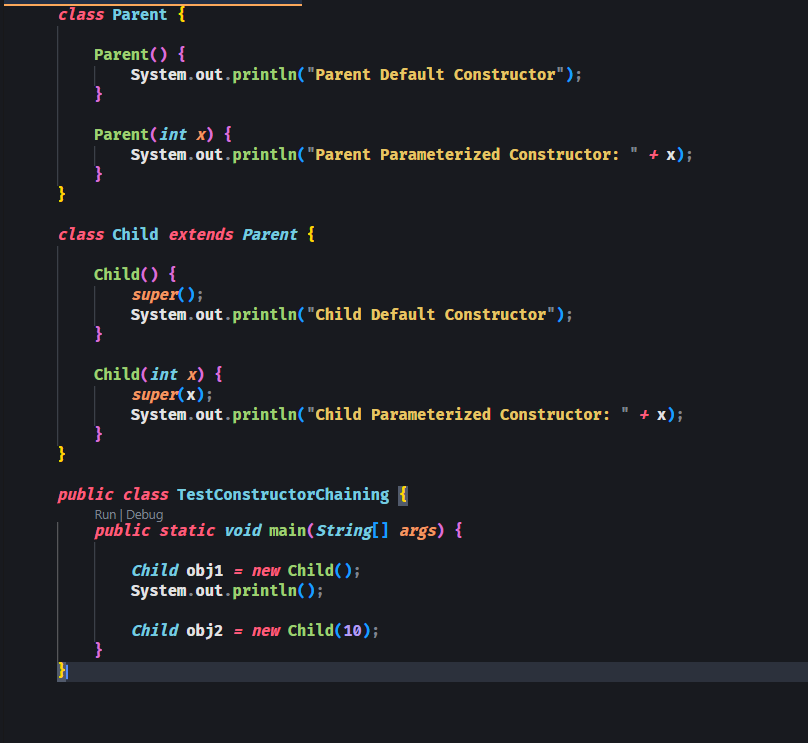 class Parent {
Parent() {
System.out.println("Parent Default Constructor");
}
Parent(int x) {
System.out.println("Parent Parameterized Constructor: " + x);
}
}
class Child extends Parent {
Child() {
super();
System.out.println("Child Default Constructor");
}
Child(int x) {
super(x);
System.out.println("Child Parameterized Constructor: " + x);
}
}
public class TestConstructorChaining {
Run | Debug
public static void main(String[] args) {
Child obj1 = new Child();
System.out.println();
Child obj2 = new Child(10);
}
}